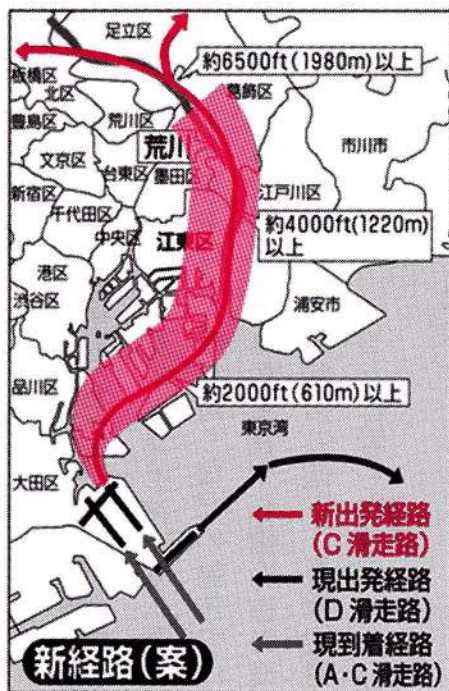 足立区
約6500ft(1980m)以上
板橋区
北区
葛飾区
豊島区
荒川区
荒川
市川市
文京区
台東区
墨田区
新宿区
江戸川区
千代田区
約4000ft(1220m)
以上
中央区
江東区
港区
渋谷区
浦安市
品川区
約2000ft(610m)以上
東京湾
大田区
新出発経路
(C滑走路)
現出発経路
(D滑走路)
現到着経路
(A・C滑走路)
新経路(案)